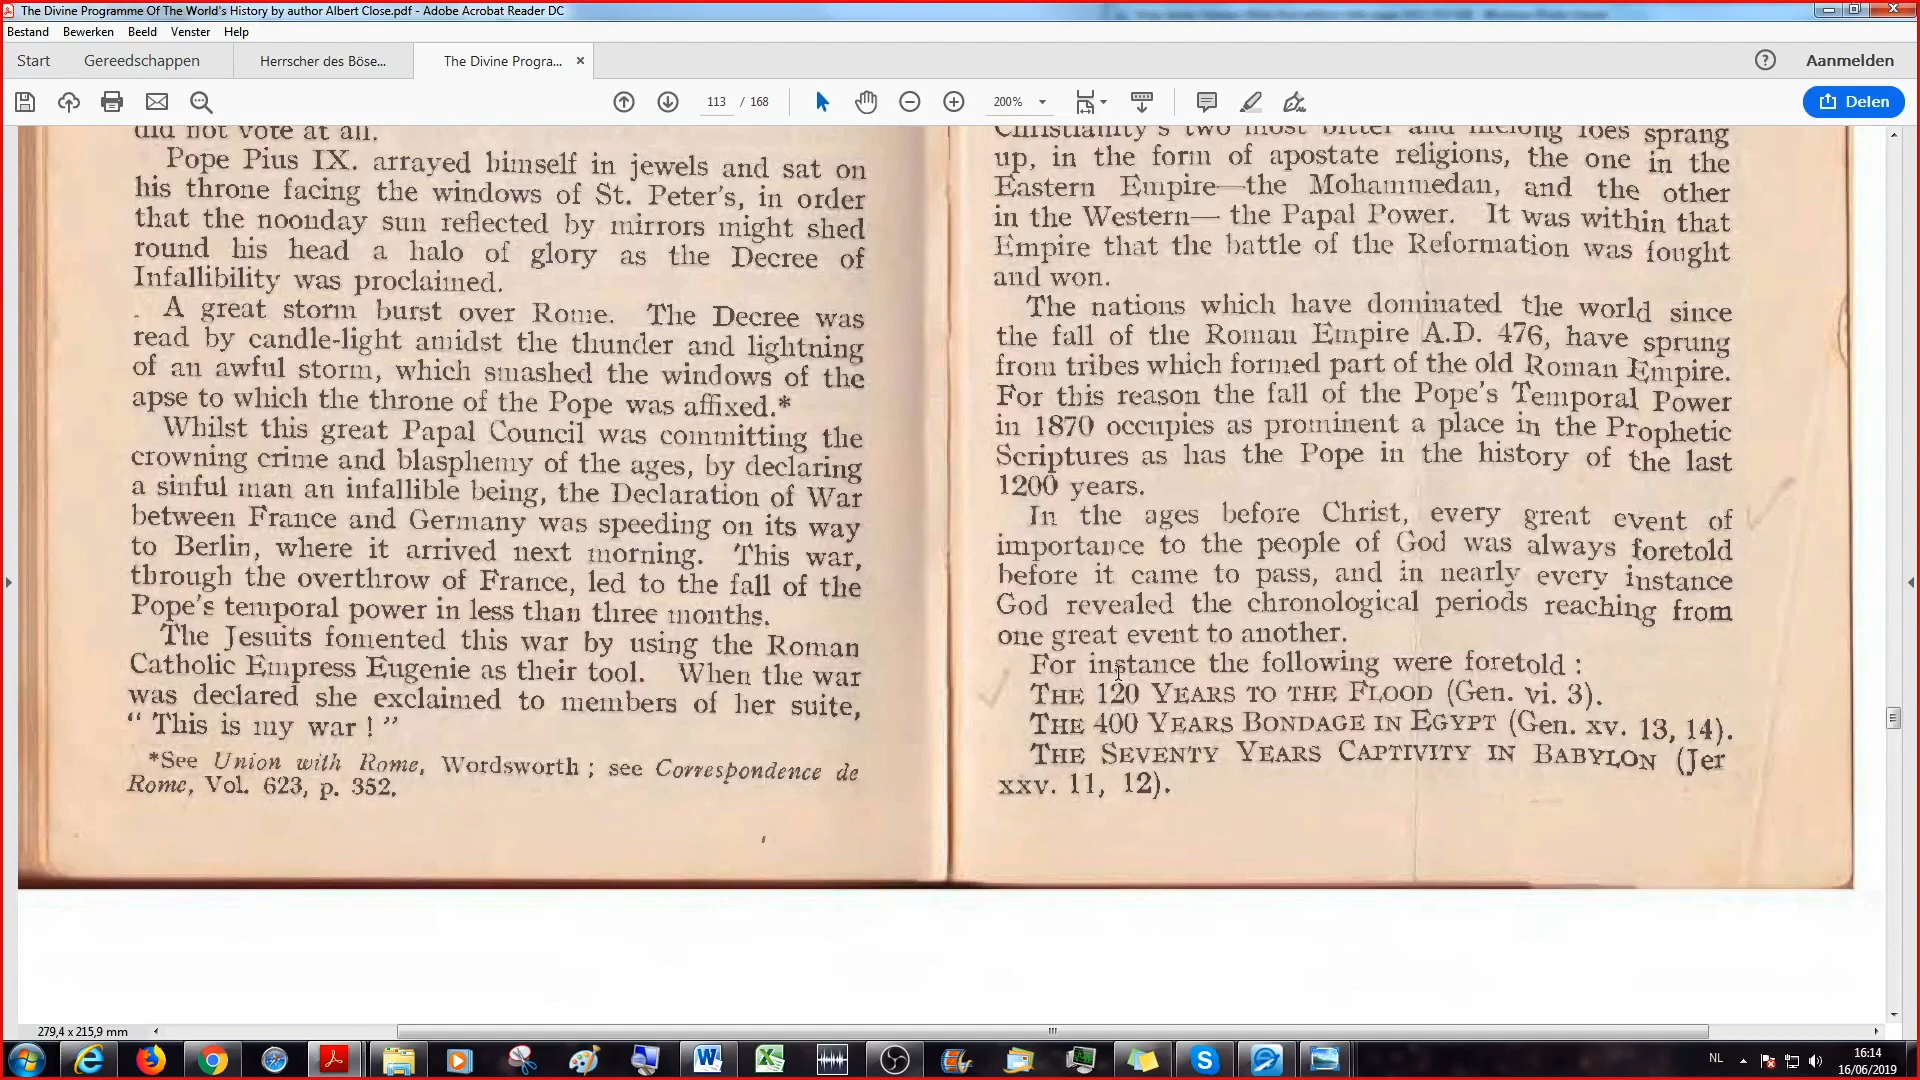 The Divine Programme Of The World's History by author Albert Close.pdf - Adobe Acrobat Reader DC
Bestand Bewerken Beeld Venster Help
Start Gereedschappen Herrscher des Böse... The Divine Progra... × Aanmelden
113 / 168 200% Delen
did not vote at all.
Pope Pius IX. arrayed himself in jewels and sat on
his throne facing the windows of St. Peter's, in order
that the noonday sun reflected by mirrors might shed
round his head a halo of glory as the Decree of
Infallibility was proclaimed.
A great storm burst over Rome. The Decree was
read by candle-light amidst the thunder and lightning
of an awful storm, which smashed the windows of the
apse to which the throne of the Pope was affixed.*
Whilst this great Papal Council was committing the
crowning crime and blasphemy of the ages, by declaring
a sinful man an infallible being, the Declaration of War
between France and Germany was speeding on its way
to Berlin, where it arrived next morning. This war,
through the overthrow of France, led to the fall of the
Pope's temporal power in less than three months.
The Jesuits fomented this war by using the Roman
Catholic Empress Eugenie as their tool. When the war
was declared she exclaimed to members of her suite,
" This is my war ! "
*See Union with Rome, Wordsworth ; see Correspondence de
Rome, Vol. 623, p. 352.
Christianity's two most bitter and lifelong foes sprang
up, in the form of apostate religions, the one in the
Eastern Empire—the Mohammedan, and the other
in the Western— the Papal Power. It was within that
Empire that the battle of the Reformation was fought
and won.
The nations which have dominated the world since
the fall of the Roman Empire A.D. 476, have sprung
from tribes which formed part of the old Roman Empire.
For this reason the fall of the Pope's Temporal Power
in 1870 occupies as prominent a place in the Prophetic
Scriptures as has the Pope in the history of the last
1200 years.
In the ages before Christ, every great event of
importance to the people of God was always foretold
before it came to pass, and in nearly every instance
God revealed the chronological periods reaching from
one great event to another.
For instance the following were foretold :
THE 120 YEARS TO THE FLOOD (Gen. vi. 3).
THE 400 YEARS BONDAGE IN EGYPT (Gen. xv. 13, 14).
THE SEVENTY YEARS CAPTIVITY IN BABYLON (Jer
xxv. 11, 12).
279,4 x 215,9 mm
NL 16:14
16/06/2019